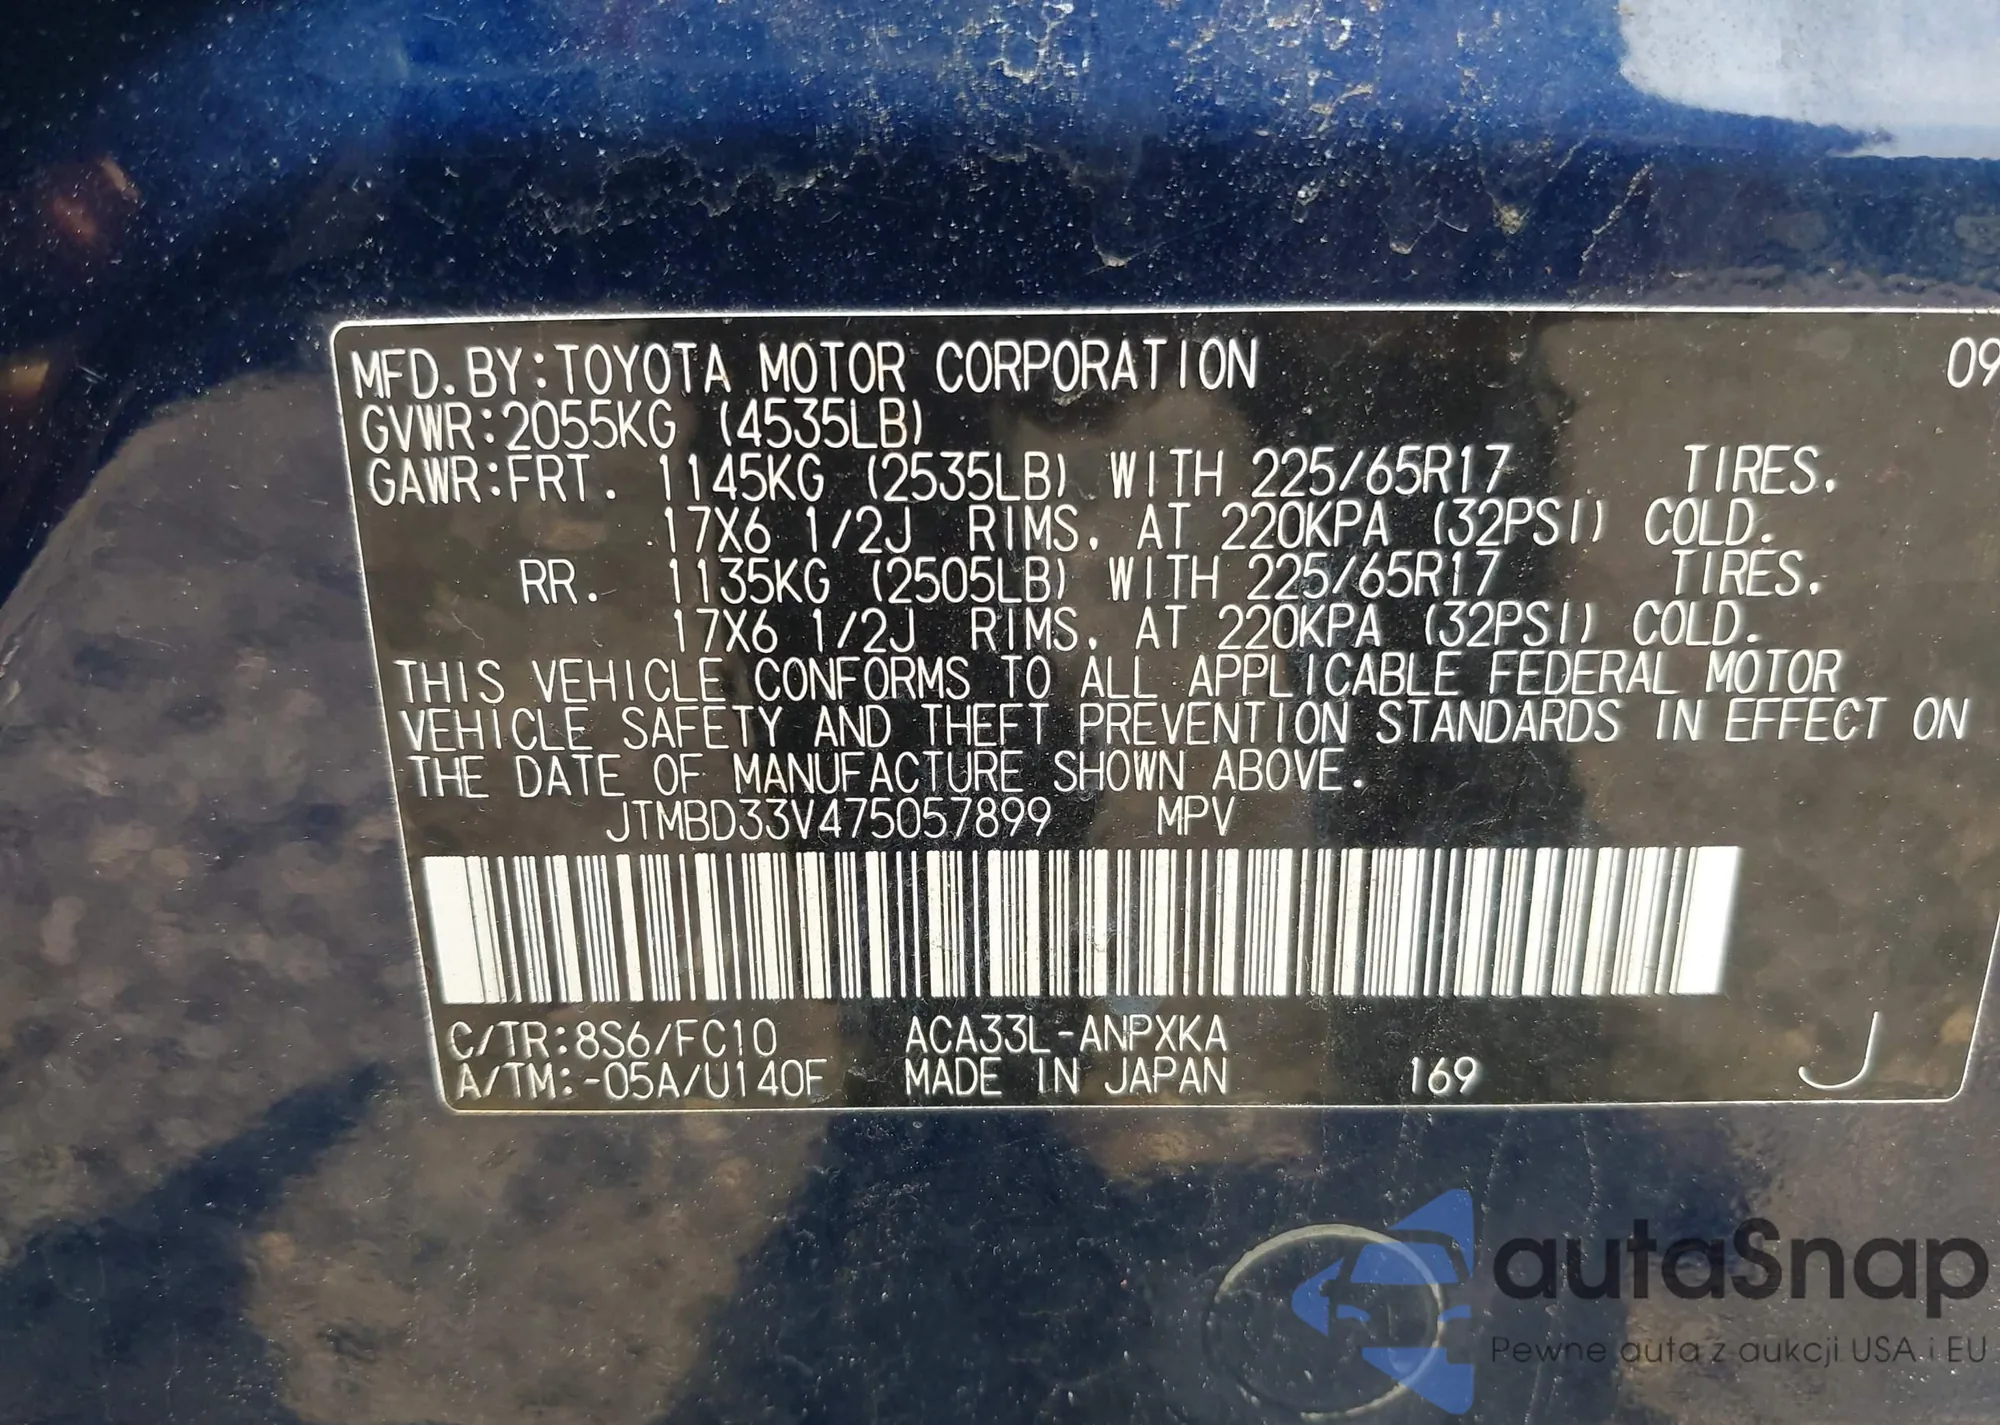 MFD. BY: TOYOTA MOTOR CORPORATION 09
GVWR: 2055KG (4535LB)
GAWR: FRT. 1145KG (2535LB) WITH 225/65R17 TIRES,
17X6 1/2J RIMS, AT 220KPA (32PSI) COLD.
RR. 1135KG (2505LB) WITH 225/65R17 TIRES,
17X6 1/2J RIMS, AT 220KPA (32PSI) COLD.
THIS VEHICLE CONFORMS TO ALL APPLICABLE FEDERAL MOTOR
VEHICLE SAFETY AND THEFT PREVENTION STANDARDS IN EFFECT ON
THE DATE OF MANUFACTURE SHOWN ABOVE.
JTMBD33V475057899 MPV
C/TR: 8S6/FC10 ACA33L-ANPXKA
A/TM: -05A/U140F MADE IN JAPAN 169 J
autaSnap
Pewne auta z aukcji USA i EU